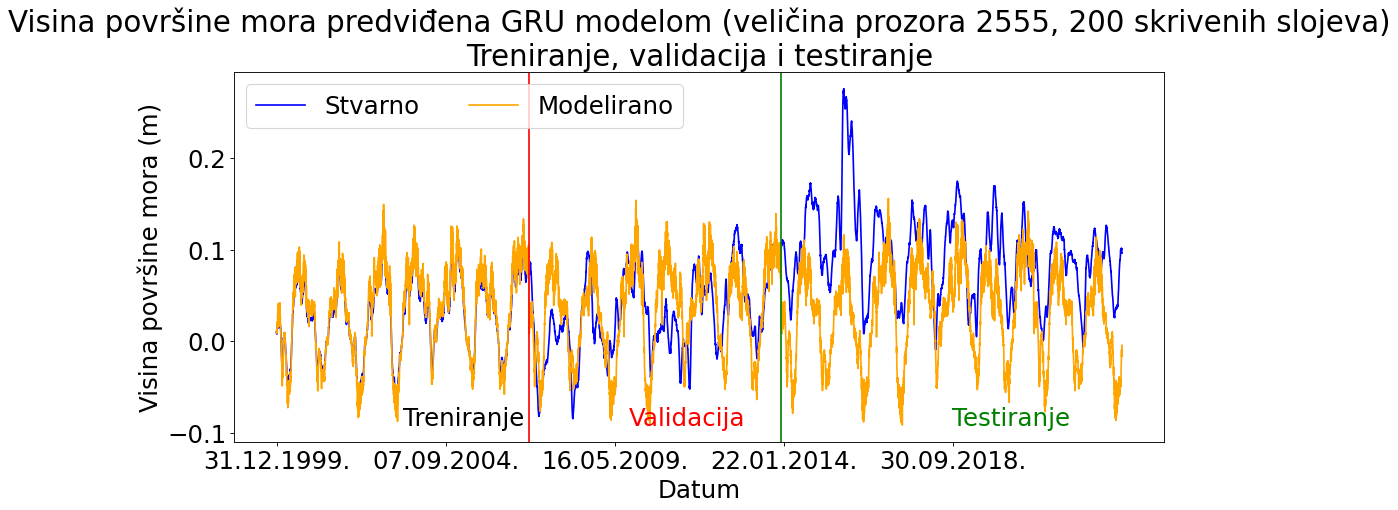 Visina površine mora predviđena GRU modelom (veličina prozora 2555, 200 skrivenih slojeva)
Treniranje, validacija i testiranje
Stvarno
Modelirano
Visina površine mora (m)
0.2
0.1
0.0
−0.1
Treniranje
Validacija
Testiranje
31.12.1999.
07.09.2004.
16.05.2009.
22.01.2014.
30.09.2018.
Datum